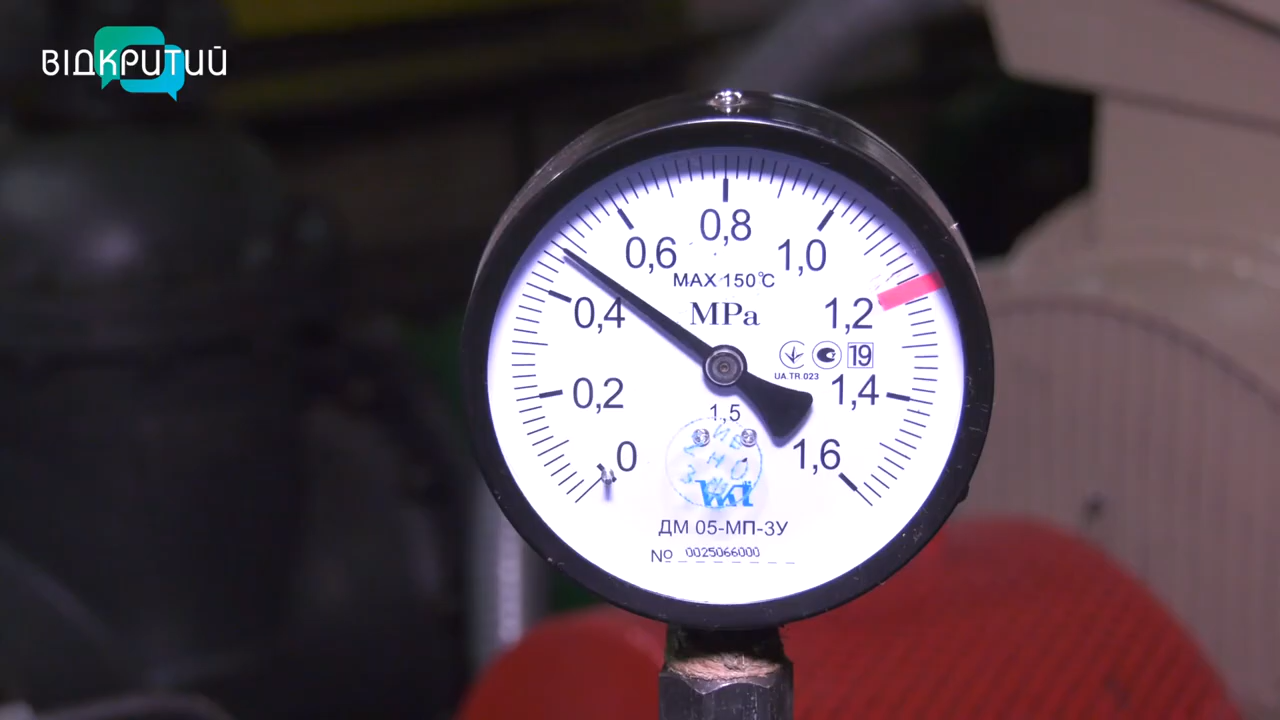 ВІДКРИТИЙ
0,8
0,6
1,0
MAX 150°C
0,4
MPa
1,2
19
UA.TR.023
0,2
1,4
1,5
0
1,6
ДМ 05-МП-3У
№ 0025066000